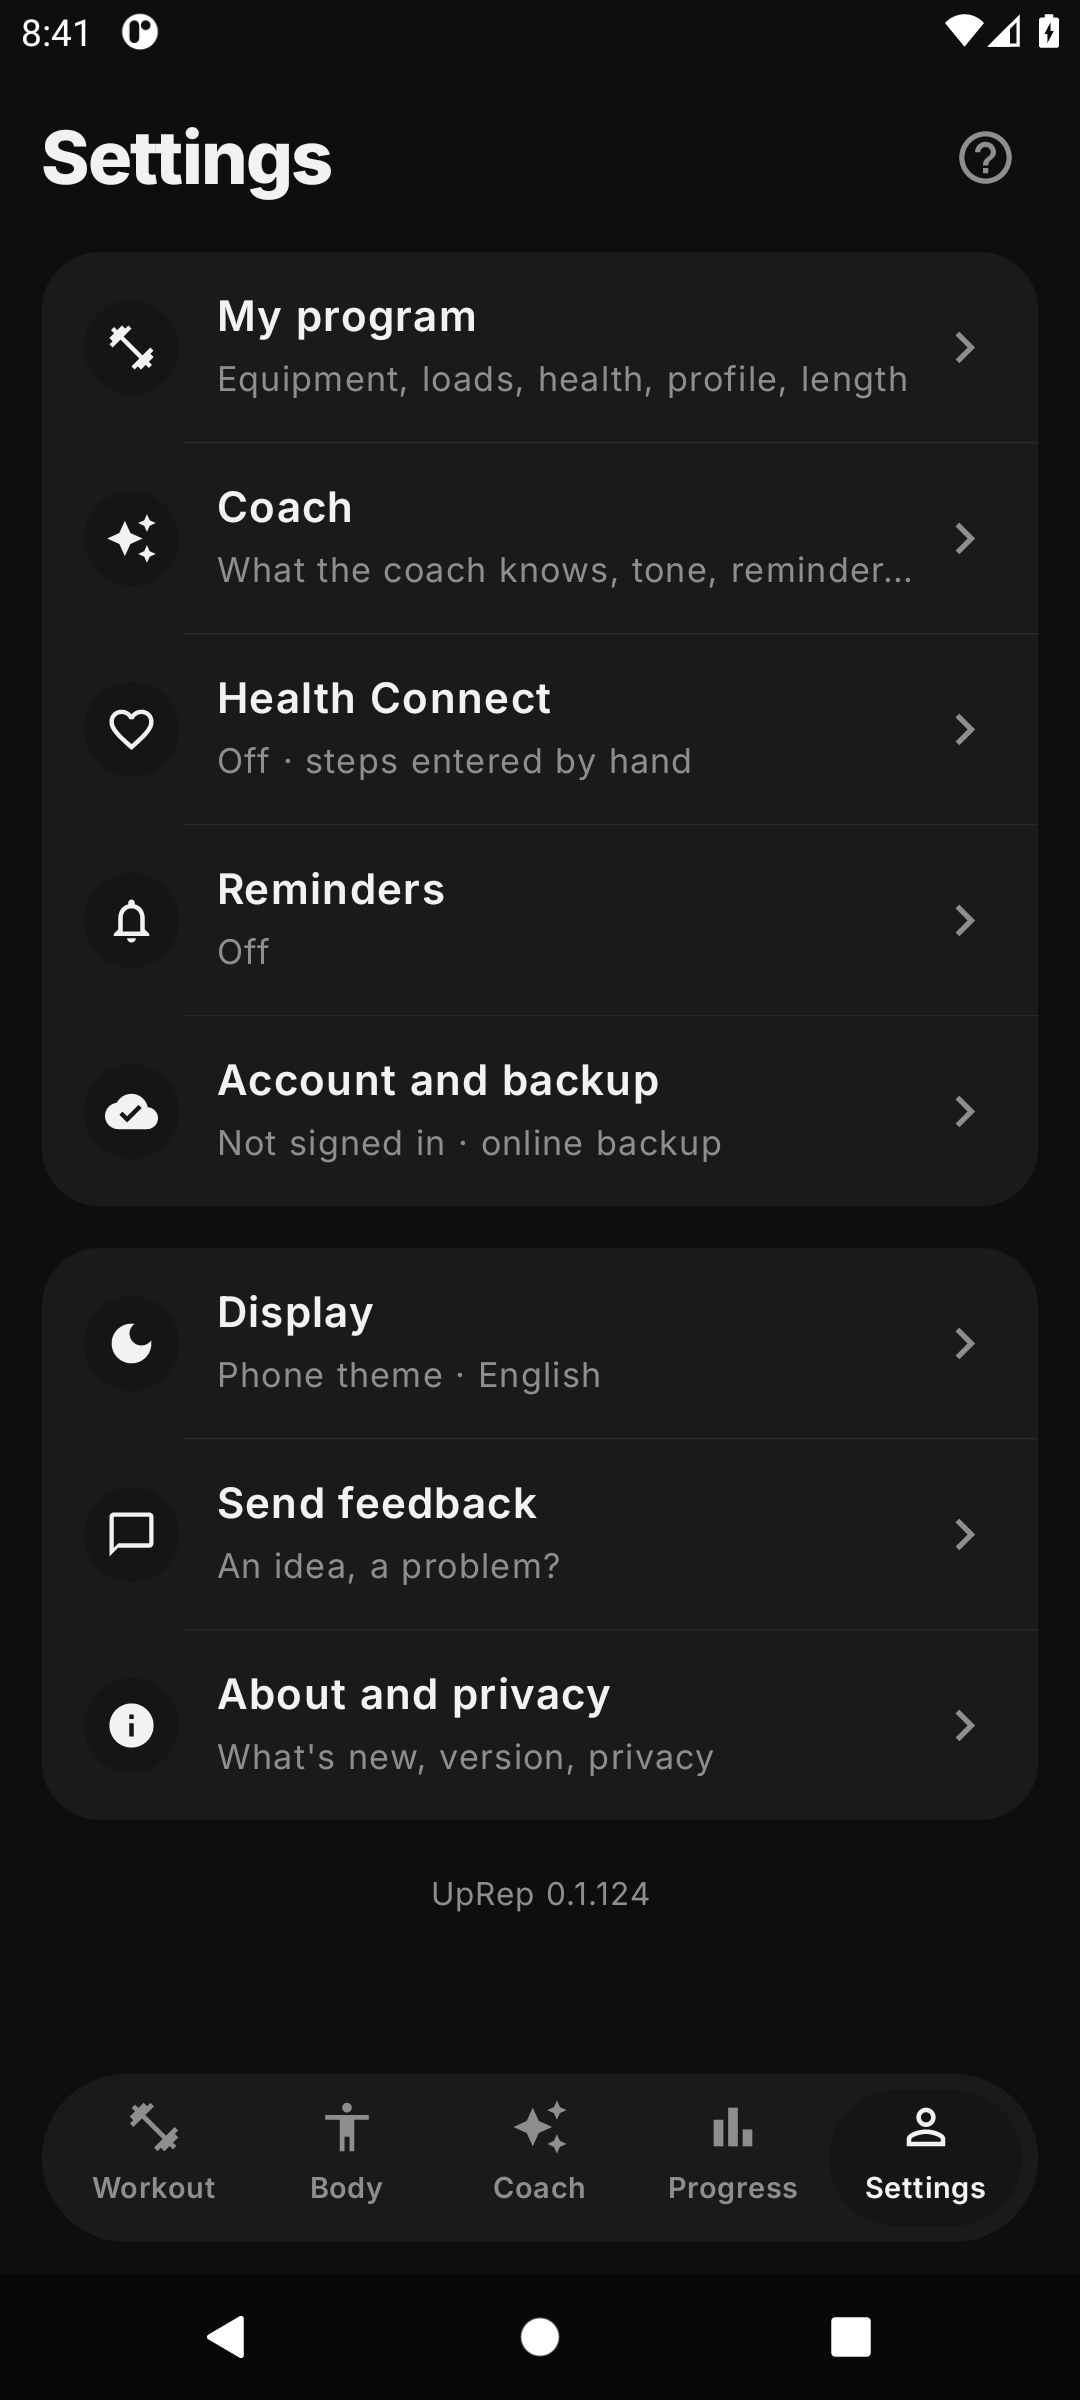 8:41
Settings
My program
Equipment, loads, health, profile, length
Coach
What the coach knows, tone, reminder...
Health Connect
Off · steps entered by hand
Reminders
Off
Account and backup
Not signed in · online backup
Display
Phone theme · English
Send feedback
An idea, a problem?
About and privacy
What's new, version, privacy
UpRep 0.1.124
Workout
Body
Coach
Progress
Settings